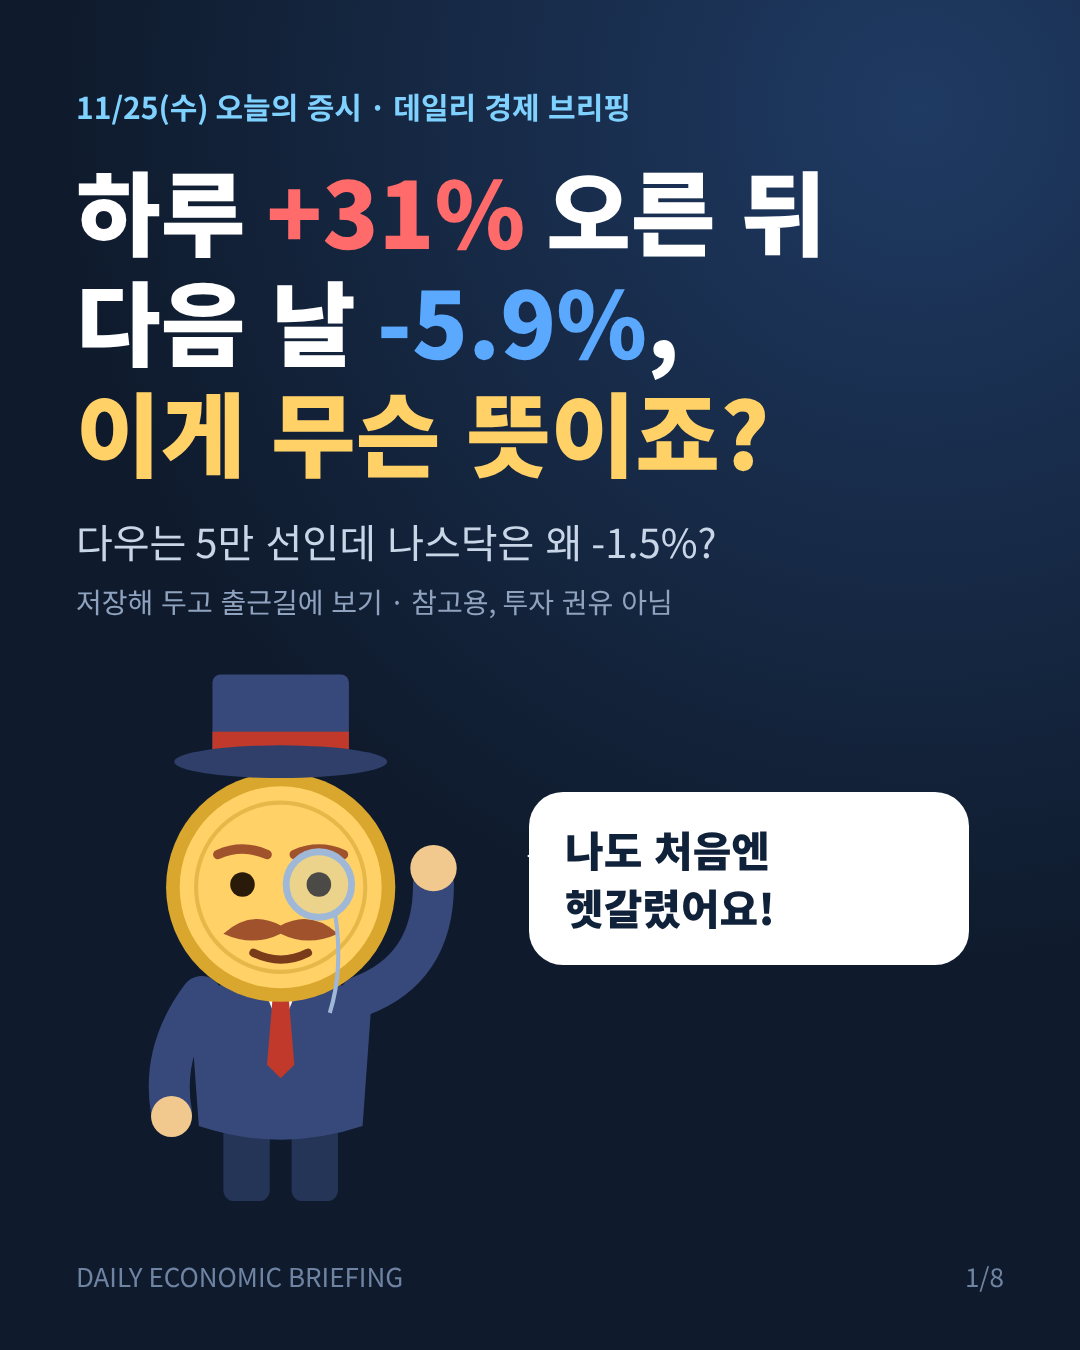 11/25(수) 오늘의 증시 · 데일리 경제 브리핑
하루 +31% 오른 뒤
다음 날 -5.9%,
이게 무슨 뜻이죠?
다우는 5만 선인데 나스닥은 왜 -1.5%?
저장해 두고 출근길에 보기 · 참고용, 투자 권유 아님
나도 처음엔
헷갈렸어요!
DAILY ECONOMIC BRIEFING
1/8